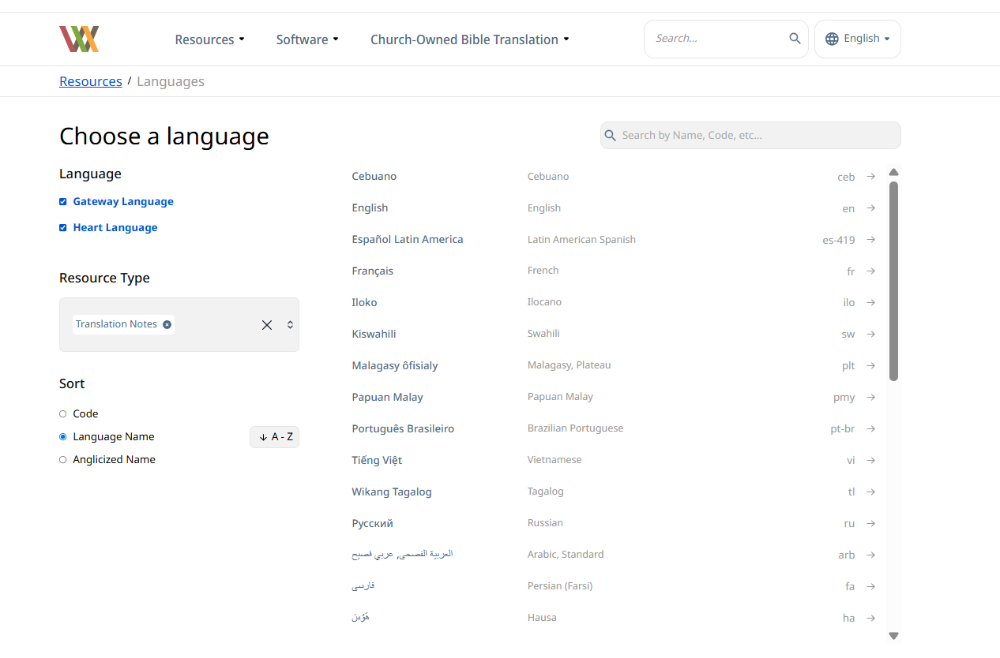 Resources Software Church-Owned Bible Translation Search... English
Resources / Languages
Choose a language
Search by Name, Code, etc...
Language
Gateway Language
Heart Language
Resource Type
Translation Notes
Sort
Code
Language Name A - Z
Anglicized Name
Cebuano Cebuano ceb
English English en
Español Latin America Latin American Spanish es-419
Français French fr
Iloko Ilocano ilo
Kiswahili Swahili sw
Malagasy ôfisialy Malagasy, Plateau plt
Papuan Malay Papuan Malay pmy
Português Brasileiro Brazilian Portuguese pt-br
Tiếng Việt Vietnamese vi
Wikang Tagalog Tagalog tl
Русский Russian ru
العربية الفصحى, عربي فصيح Arabic, Standard arb
فارسی Persian (Farsi) fa
هَوُسَ Hausa ha